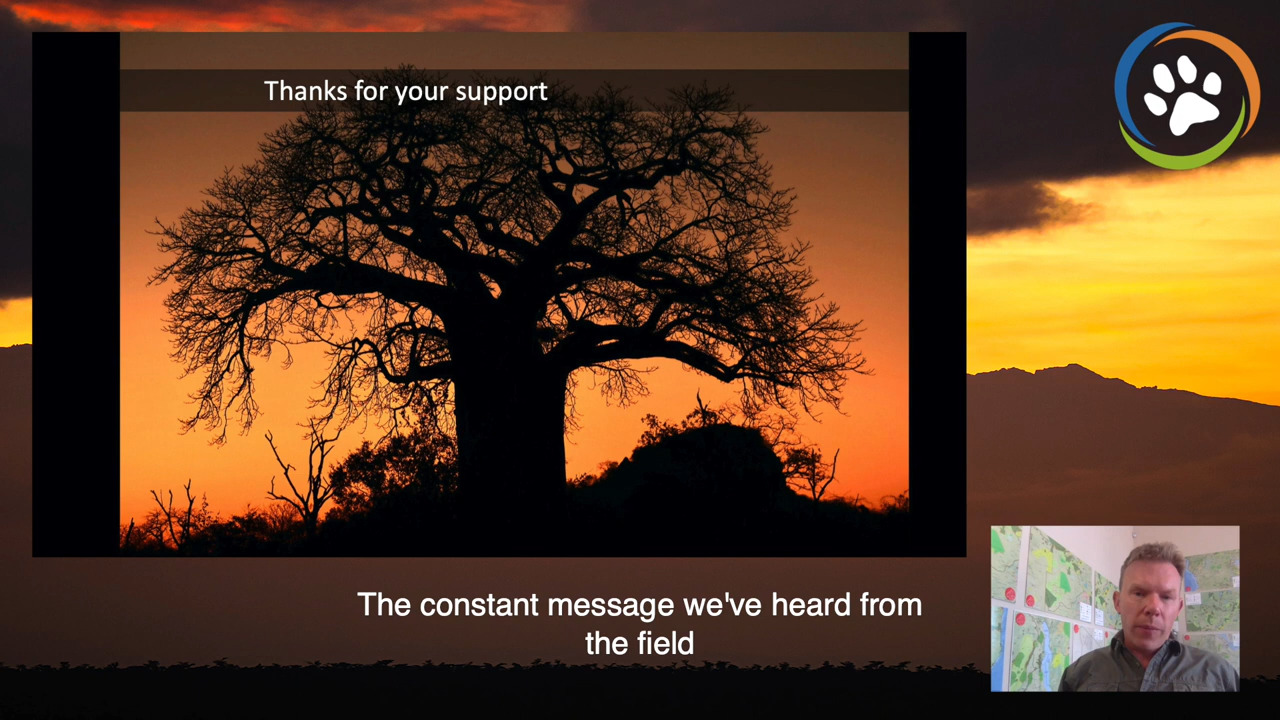 Thanks for your support
The constant message we've heard from
the field